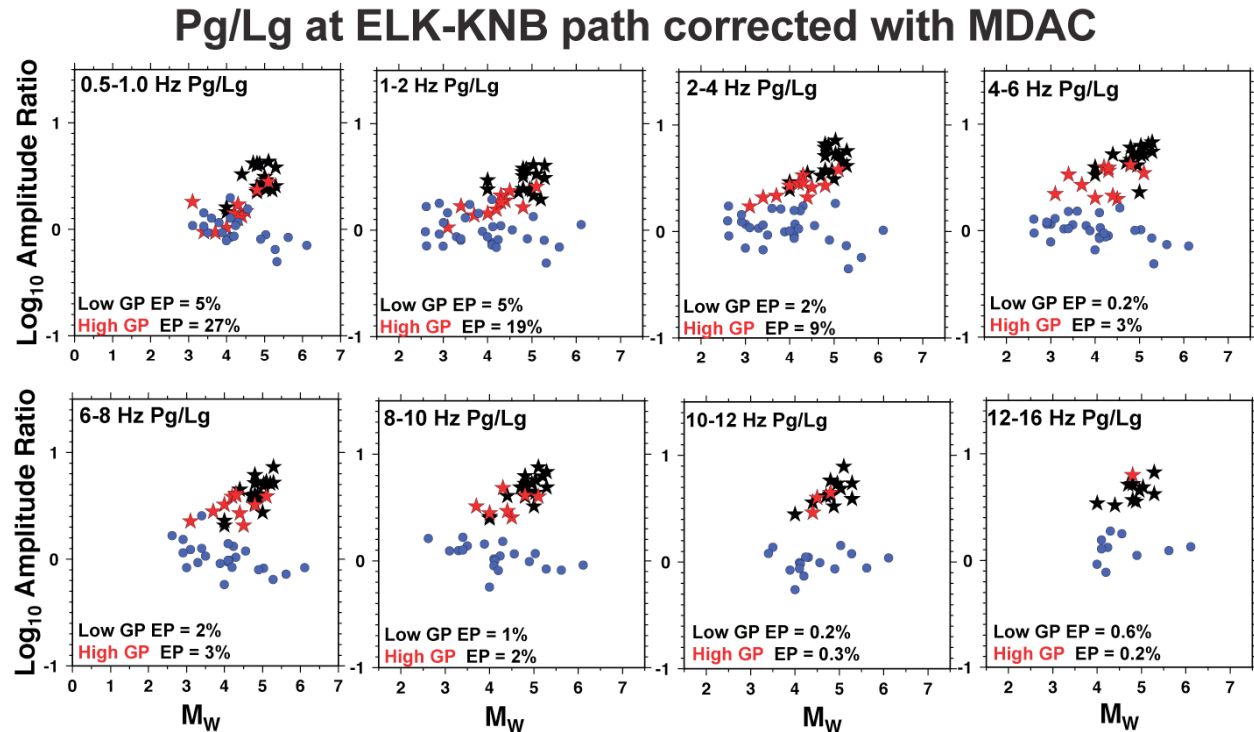 Pg/Lg at ELK-KNB path corrected with MDAC
0.5-1.0 Hz Pg/Lg
1-2 Hz Pg/Lg
2-4 Hz Pg/Lg
4-6 Hz Pg/Lg
Log10 Amplitude Ratio
1
0
-1
1
0
-1
1
0
-1
1
0
-1
Low GP EP = 5%
High GP EP = 27%
Low GP EP = 5%
High GP EP = 19%
Low GP EP = 2%
High GP EP = 9%
Low GP EP = 0.2%
High GP EP = 3%
0 1 2 3 4 5 6 7
2 3 4 5 6 7
2 3 4 5 6 7
2 3 4 5 6 7
6-8 Hz Pg/Lg
8-10 Hz Pg/Lg
10-12 Hz Pg/Lg
12-16 Hz Pg/Lg
Log10 Amplitude Ratio
1
0
-1
1
0
-1
1
0
-1
1
0
-1
Low GP EP = 2%
High GP EP = 3%
Low GP EP = 1%
High GP EP = 2%
Low GP EP = 0.2%
High GP EP = 0.3%
Low GP EP = 0.6%
High GP EP = 0.2%
0 1 2 3 4 5 6 7
2 3 4 5 6 7
2 3 4 5 6 7
2 3 4 5 6 7
MW
MW
MW
MW